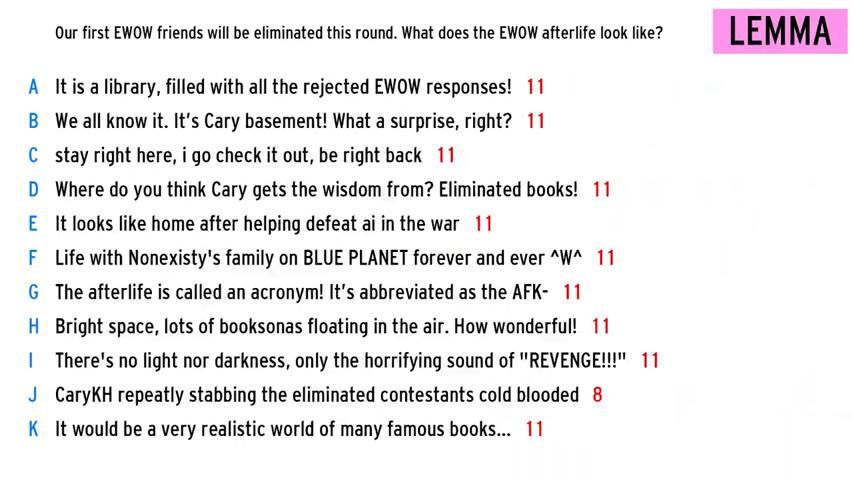 Our first EWOW friends will be eliminated this round. What does the EWOW afterlife look like?
LEMMA
A It is a library, filled with all the rejected EWOW responses! 11
B We all know it. It's Cary basement! What a surprise, right? 11
C stay right here, i go check it out, be right back 11
D Where do you think Cary gets the wisdom from? Eliminated books! 11
E It looks like home after helping defeat ai in the war 11
F Life with Nonexisty's family on BLUE PLANET forever and ever ^W^ 11
G The afterlife is called an acronym! It's abbreviated as the AFK- 11
H Bright space, lots of booksonas floating in the air. How wonderful! 11
I There's no light nor darkness, only the horrifying sound of "REVENGE!!!" 11
J CaryKH repeatly stabbing the eliminated contestants cold blooded 8
K It would be a very realistic world of many famous books... 11